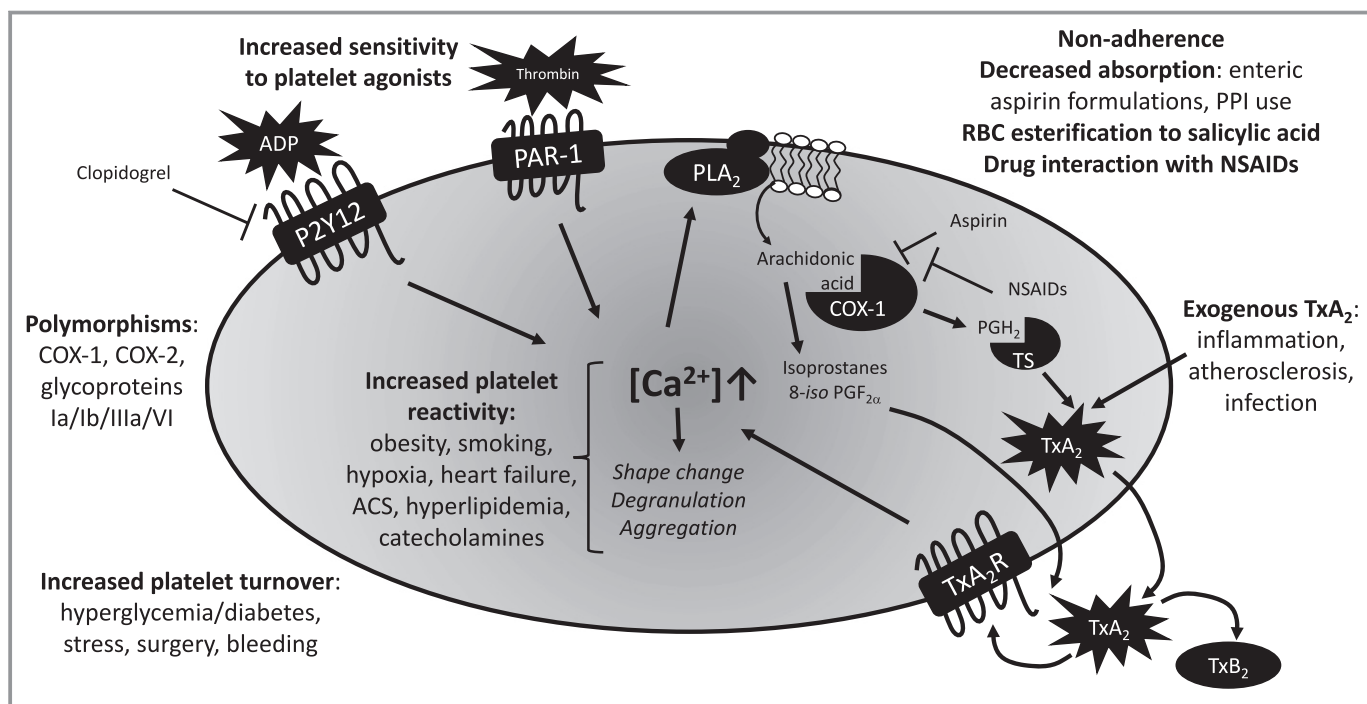 Increased sensitivity
to platelet agonists
Thrombin
ADP
Clopidogrel
P2Y12
PAR-1
PLA₂
Non-adherence
Decreased absorption: enteric
aspirin formulations, PPI use
RBC esterification to salicylic acid
Drug interaction with NSAIDs
Aspirin
Arachidonic
acid
COX-1
NSAIDs
PGH₂
TS
Isoprostanes
8-iso PGF₂α
Polymorphisms:
COX-1, COX-2,
glycoproteins
Ia/Ib/IIIa/VI
Exogenous TxA₂:
inflammation,
atherosclerosis,
infection
Increased platelet
reactivity:
obesity, smoking,
hypoxia, heart failure,
ACS, hyperlipidemia,
catecholamines
[Ca²⁺]↑
Shape change
Degranulation
Aggregation
TxA₂
TxA₂R
TxA₂
TxB₂
Increased platelet turnover:
hyperglycemia/diabetes,
stress, surgery, bleeding